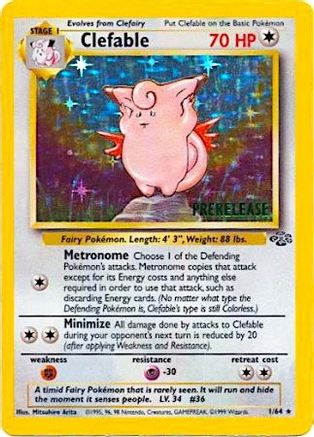 Evolves from Clefairy
Put Clefable on the Basic Pokémon
STAGE 1
Clefable
70 HP
PRERELEASE
Fairy Pokémon. Length: 4' 3", Weight: 88 lbs.
Metronome Choose 1 of the Defending
Pokémon's attacks. Metronome copies that attack
except for its Energy costs and anything else
required in order to use that attack, such as
discarding Energy cards. (No matter what type the
Defending Pokémon is, Clefable's type is still Colorless.)
Minimize All damage done by attacks to Clefable
during your opponent's next turn is reduced by 20
(after applying Weakness and Resistance).
weakness
resistance
retreat cost
-30
A timid Fairy Pokémon that is rarely seen. It will run and hide
the moment it senses people. LV. 34 #36
Illus. Mitsuhiro Arita
©1995, 96, 98 Nintendo, Creatures, GAMEFREAK. ©1999 Wizards.
1/64 ★